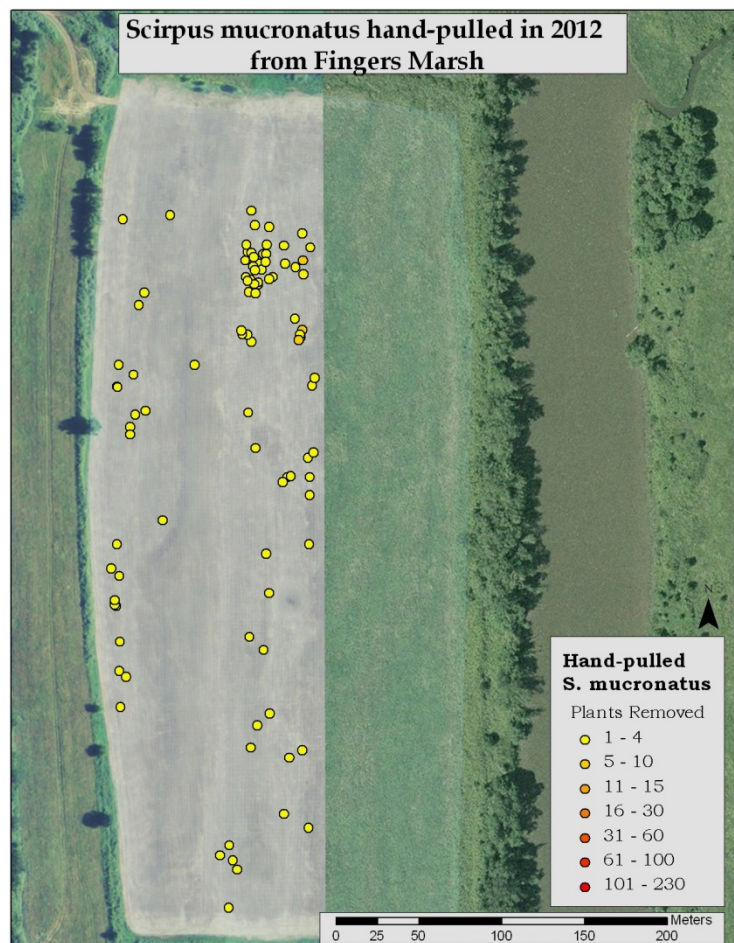 Scirpus mucronatus hand-pulled in 2012
from Fingers Marsh
N
Hand-pulled
S. mucronatus
Plants Removed
1 - 4
5 - 10
11 - 15
16 - 30
31 - 60
61 - 100
101 - 230
Meters
0 25 50 100 150 200